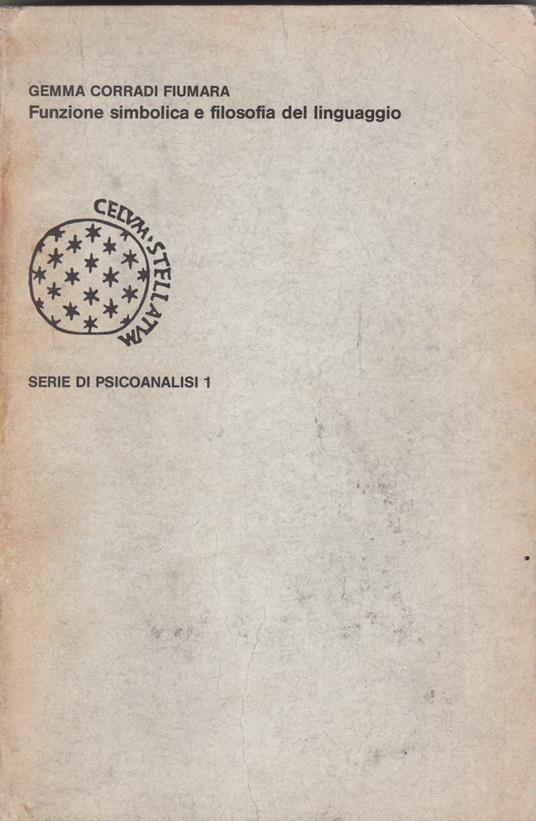 GEMMA CORRADI FIUMARA
Funzione simbolica e filosofia del linguaggio
CELVM · STELLATVM
SERIE DI PSICOANALISI 1